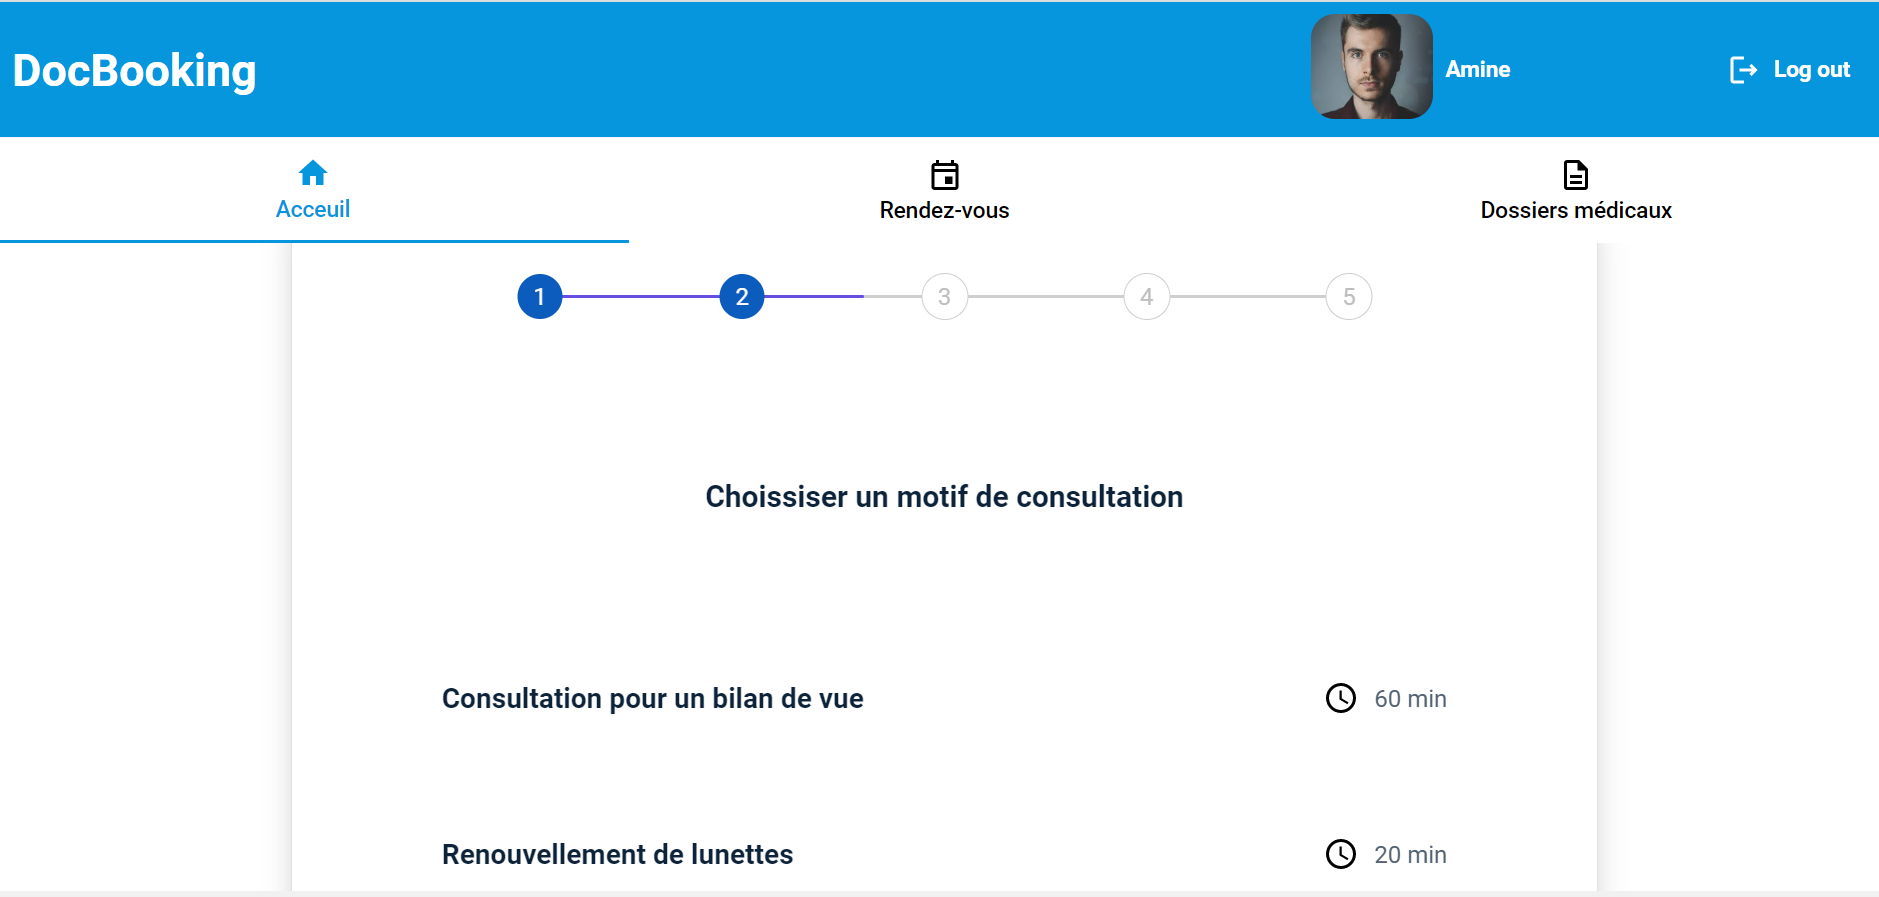 DocBooking
Amine
Log out
Acceuil
Rendez-vous
Dossiers médicaux
1
2
3
4
5
Choissiser un motif de consultation
Consultation pour un bilan de vue
60 min
Renouvellement de lunettes
20 min